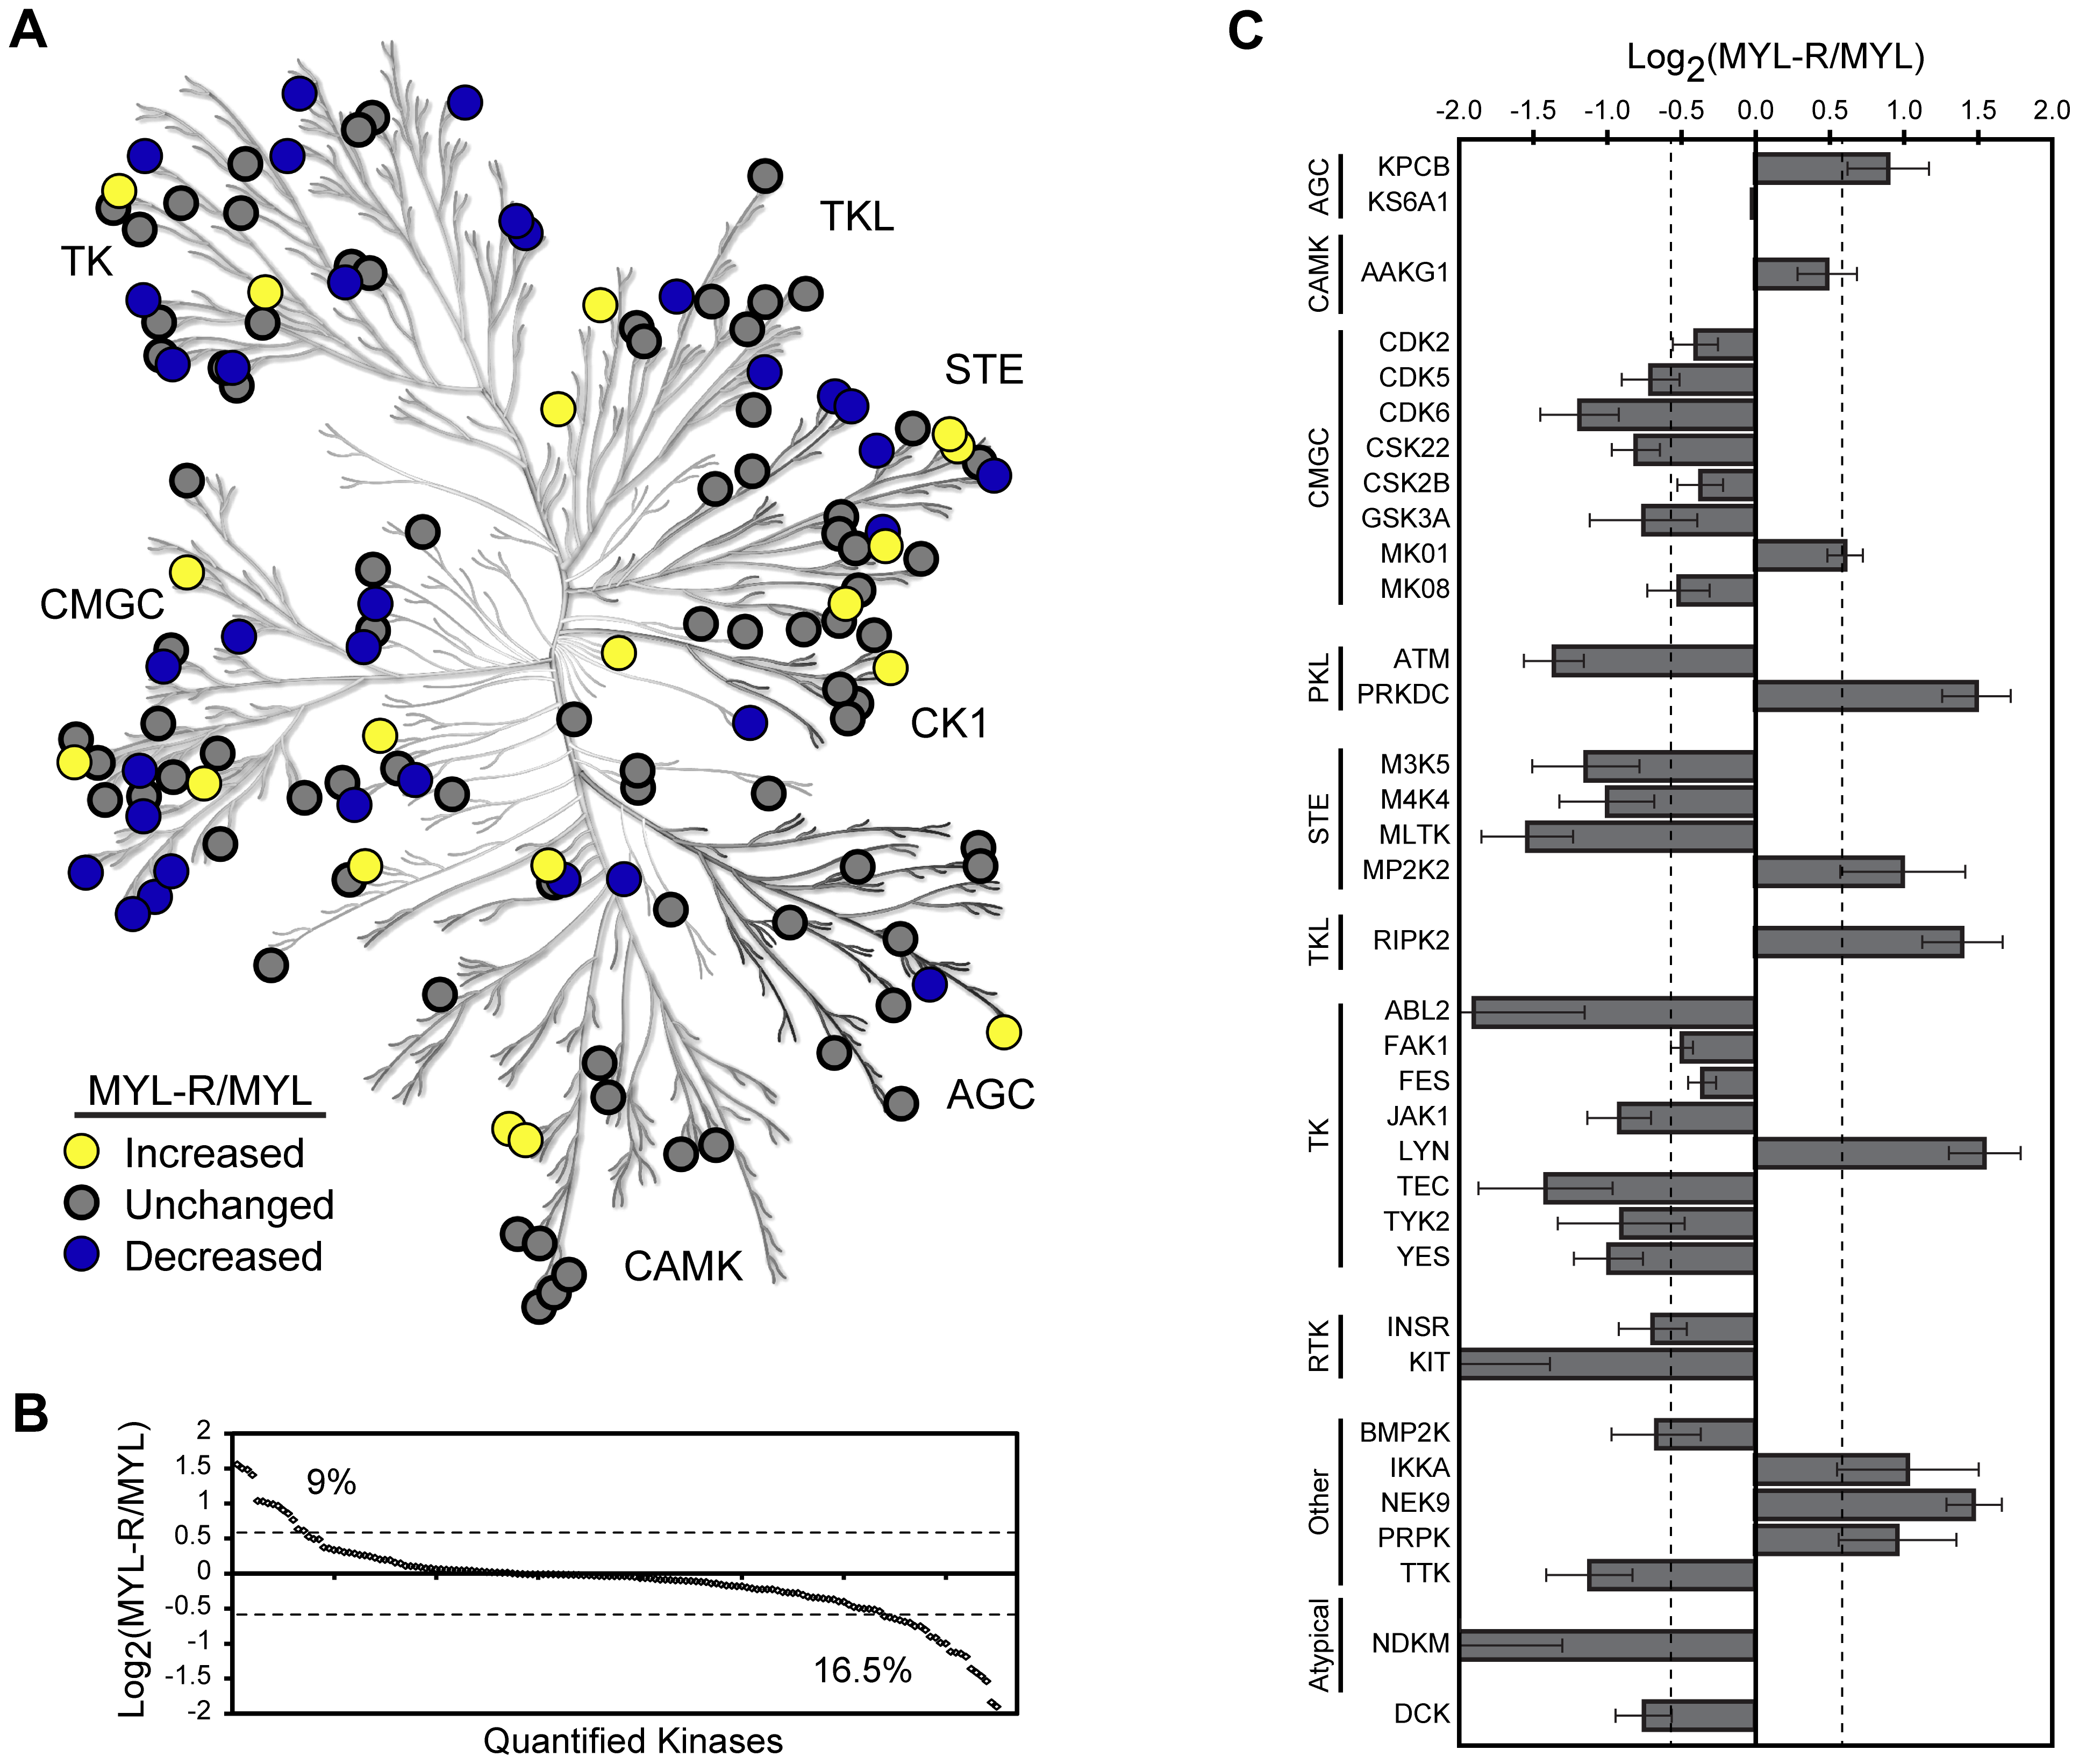 A
TKL
TK
STE
CMGC
CK1
AGC
CAMK
MYL-R/MYL
Increased
Unchanged
Decreased
B
Log2(MYL-R/MYL)
2
1.5
1
0.5
0
-0.5
-1
-1.5
-2
9%
16.5%
Quantified Kinases
C
Log2(MYL-R/MYL)
-2.0 -1.5 -1.0 -0.5 0.0 0.5 1.0 1.5 2.0
AGC
KPCB
KS6A1
CAMK
AAKG1
CMGC
CDK2
CDK5
CDK6
CSK22
CSK2B
GSK3A
MK01
MK08
PKL
ATM
PRKDC
STE
M3K5
M4K4
MLTK
MP2K2
TKL
RIPK2
TK
ABL2
FAK1
FES
JAK1
LYN
TEC
TYK2
YES
RTK
INSR
KIT
Other
BMP2K
IKKA
NEK9
PRPK
TTK
Atypical
NDKM
DCK